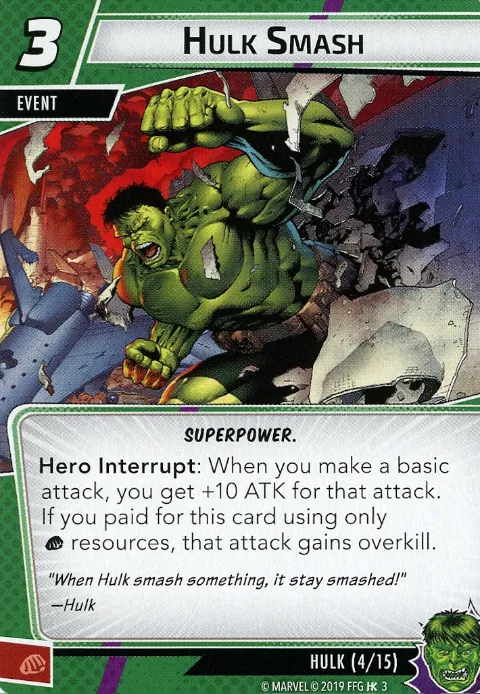 3
HULK SMASH
EVENT
SUPERPOWER.
Hero Interrupt: When you make a basic
attack, you get +10 ATK for that attack.
If you paid for this card using only
resources, that attack gains overkill.
"When Hulk smash something, it stay smashed!"
—Hulk
HULK (4/15)
© MARVEL © 2019 FFG HK 3